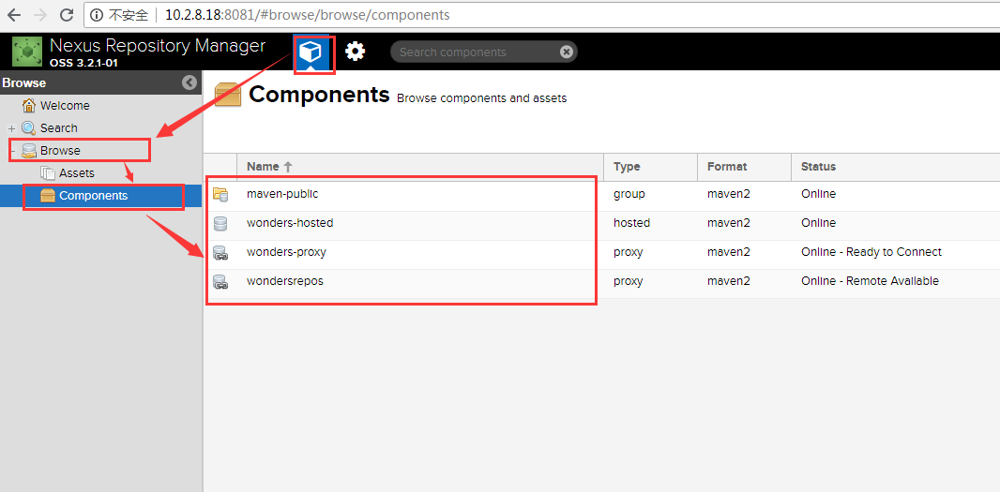 不安全 10.2.8.18:8081/#browse/browse/components
Nexus Repository Manager
OSS 3.2.1-01
Search components
Browse
Welcome
Search
Browse
Assets
Components
Components Browse components and assets
Name Type Format Status
maven-public group maven2 Online
wonders-hosted hosted maven2 Online
wonders-proxy proxy maven2 Online - Ready to Connect
wondersrepos proxy maven2 Online - Remote Available